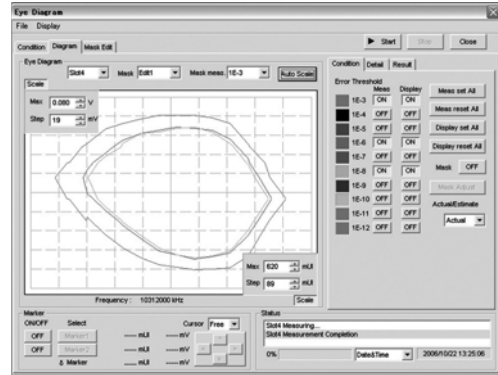 Eye Diagram
File Display
Start Stop Close
Condition Diagram Mask Edit
Eye Diagram
Slot4 Mask Edit1 Mask meas. 1E-3 Auto Scale
Scale
Max 0.080 V
Step 19 mV
Max 620 mUI
Step 89 mUI
Frequency : 10312000 kHz Scale
Condition Detail Result
Error Threshold
Meas Display
1E-3 ON ON Meas set All
1E-4 OFF OFF Meas reset All
1E-5 OFF OFF Display set All
1E-6 ON ON Display reset All
1E-7 OFF OFF
1E-8 ON ON Mask OFF
1E-9 OFF OFF Mask Adjust
1E-10 OFF OFF Actual/Estimate
1E-11 OFF OFF Actual
1E-12 OFF OFF
Marker
ON/OFF Select Cursor Free
OFF Marker1 mUI mV
OFF Marker2 mUI mV
δ Marker mUI mV
Status
Slot4 Measuring...
Slot4 Measurement Completion
0% Date&Time 2006/10/22 13:25:06